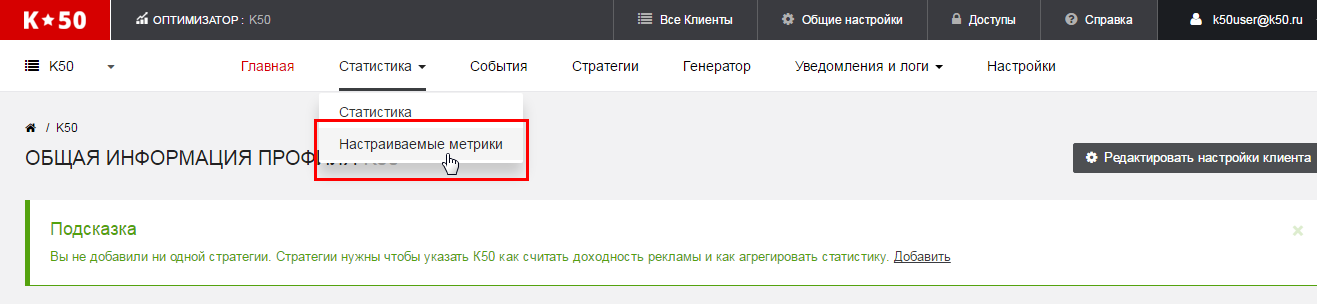 K★50 ОПТИМИЗАТОР : K50 Все Клиенты Общие настройки Доступы Справка k50user@k50.ru
K50 Главная Статистика События Стратегии Генератор Уведомления и логи Настройки
Статистика
/ K50
Настраиваемые метрики
ОБЩАЯ ИНФОРМАЦИЯ ПРОФИЛЯ K50
Редактировать настройки клиента
Подсказка
Вы не добавили ни одной стратегии. Стратегии нужны чтобы указать K50 как считать доходность рекламы и как агрегировать статистику. Добавить